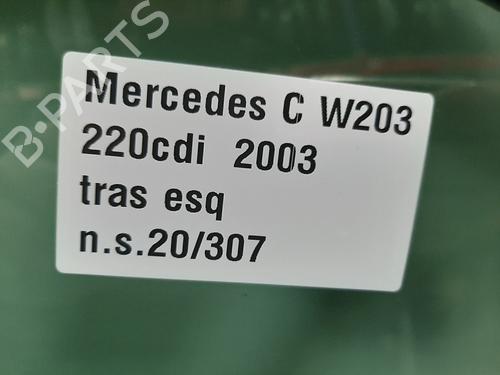 B-PARTS
Mercedes C W203
220cdi 2003
tras esq
n.s.20/307